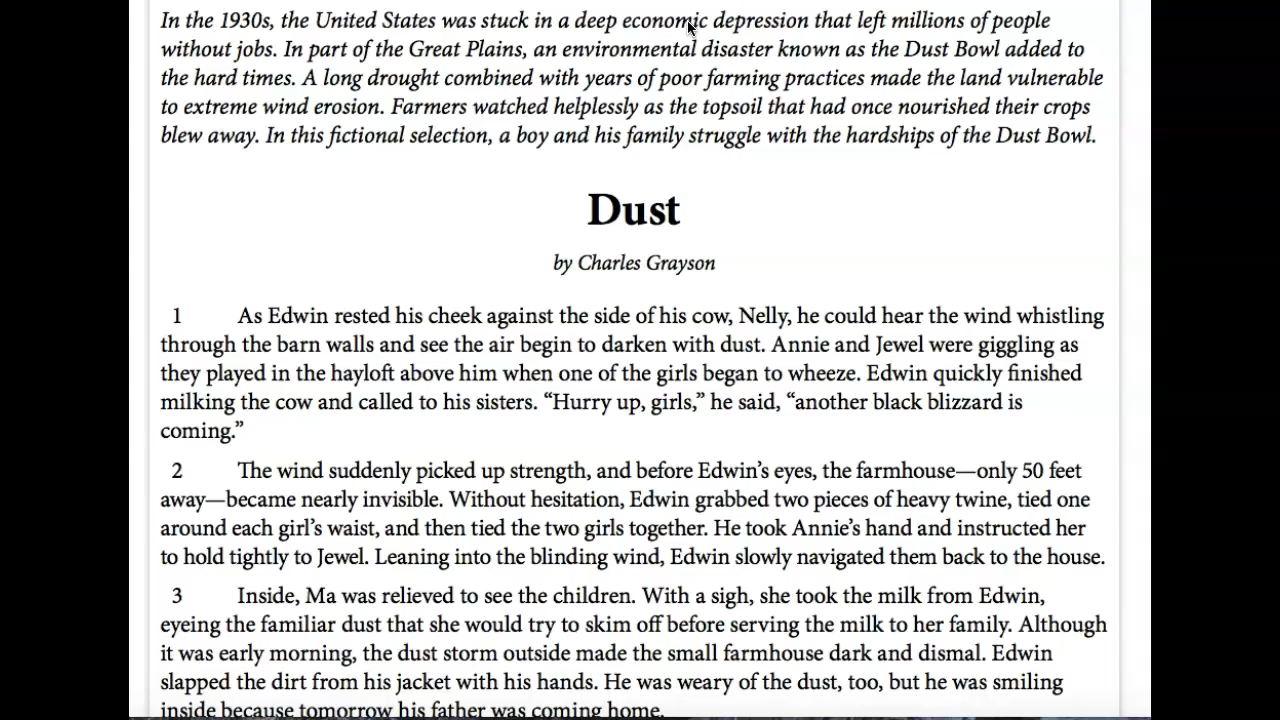 In the 1930s, the United States was stuck in a deep economic depression that left millions of people
without jobs. In part of the Great Plains, an environmental disaster known as the Dust Bowl added to
the hard times. A long drought combined with years of poor farming practices made the land vulnerable
to extreme wind erosion. Farmers watched helplessly as the topsoil that had once nourished their crops
blew away. In this fictional selection, a boy and his family struggle with the hardships of the Dust Bowl.
Dust
by Charles Grayson
1 As Edwin rested his cheek against the side of his cow, Nelly, he could hear the wind whistling
through the barn walls and see the air begin to darken with dust. Annie and Jewel were giggling as
they played in the hayloft above him when one of the girls began to wheeze. Edwin quickly finished
milking the cow and called to his sisters. “Hurry up, girls,” he said, “another black blizzard is
coming.”
2 The wind suddenly picked up strength, and before Edwin’s eyes, the farmhouse—only 50 feet
away—became nearly invisible. Without hesitation, Edwin grabbed two pieces of heavy twine, tied one
around each girl’s waist, and then tied the two girls together. He took Annie’s hand and instructed her
to hold tightly to Jewel. Leaning into the blinding wind, Edwin slowly navigated them back to the house.
3 Inside, Ma was relieved to see the children. With a sigh, she took the milk from Edwin,
eyeing the familiar dust that she would try to skim off before serving the milk to her family. Although
it was early morning, the dust storm outside made the small farmhouse dark and dismal. Edwin
slapped the dirt from his jacket with his hands. He was weary of the dust, too, but he was smiling
inside because tomorrow his father was coming home.